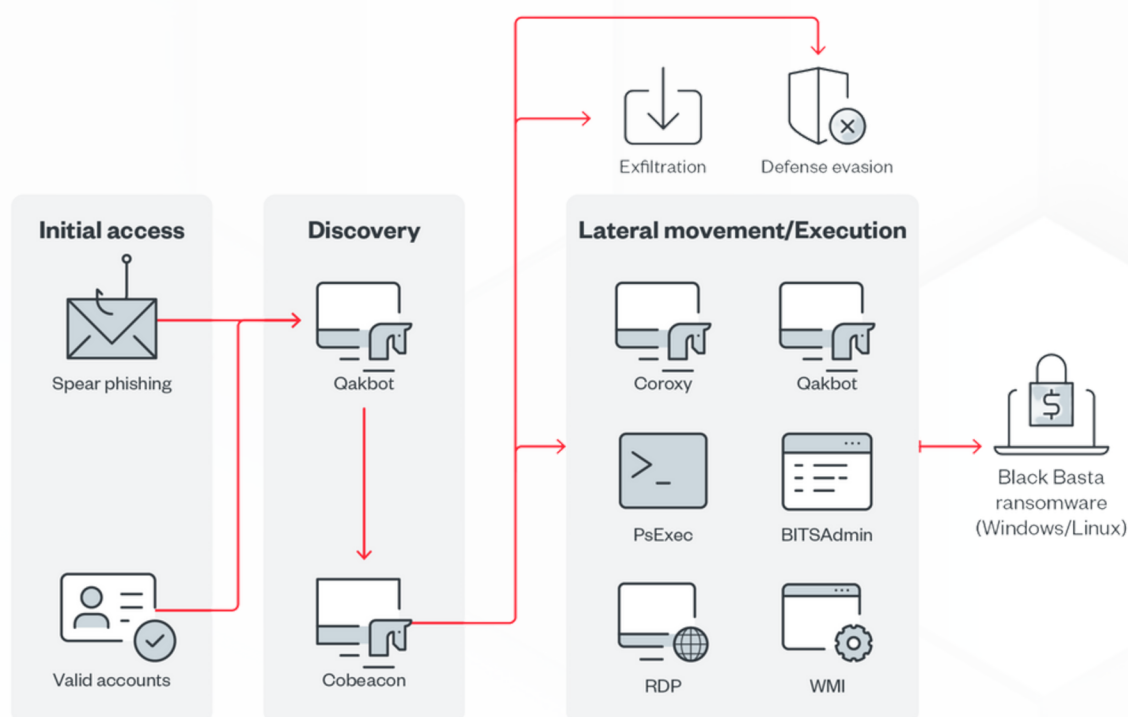 Exfiltration
Defense evasion
Initial access
Discovery
Lateral movement/Execution
Spear phishing
Qakbot
Coroxy
Qakbot
PsExec
BITSAdmin
Black Basta
ransomware
(Windows/Linux)
Valid accounts
Cobeacon
RDP
WMI